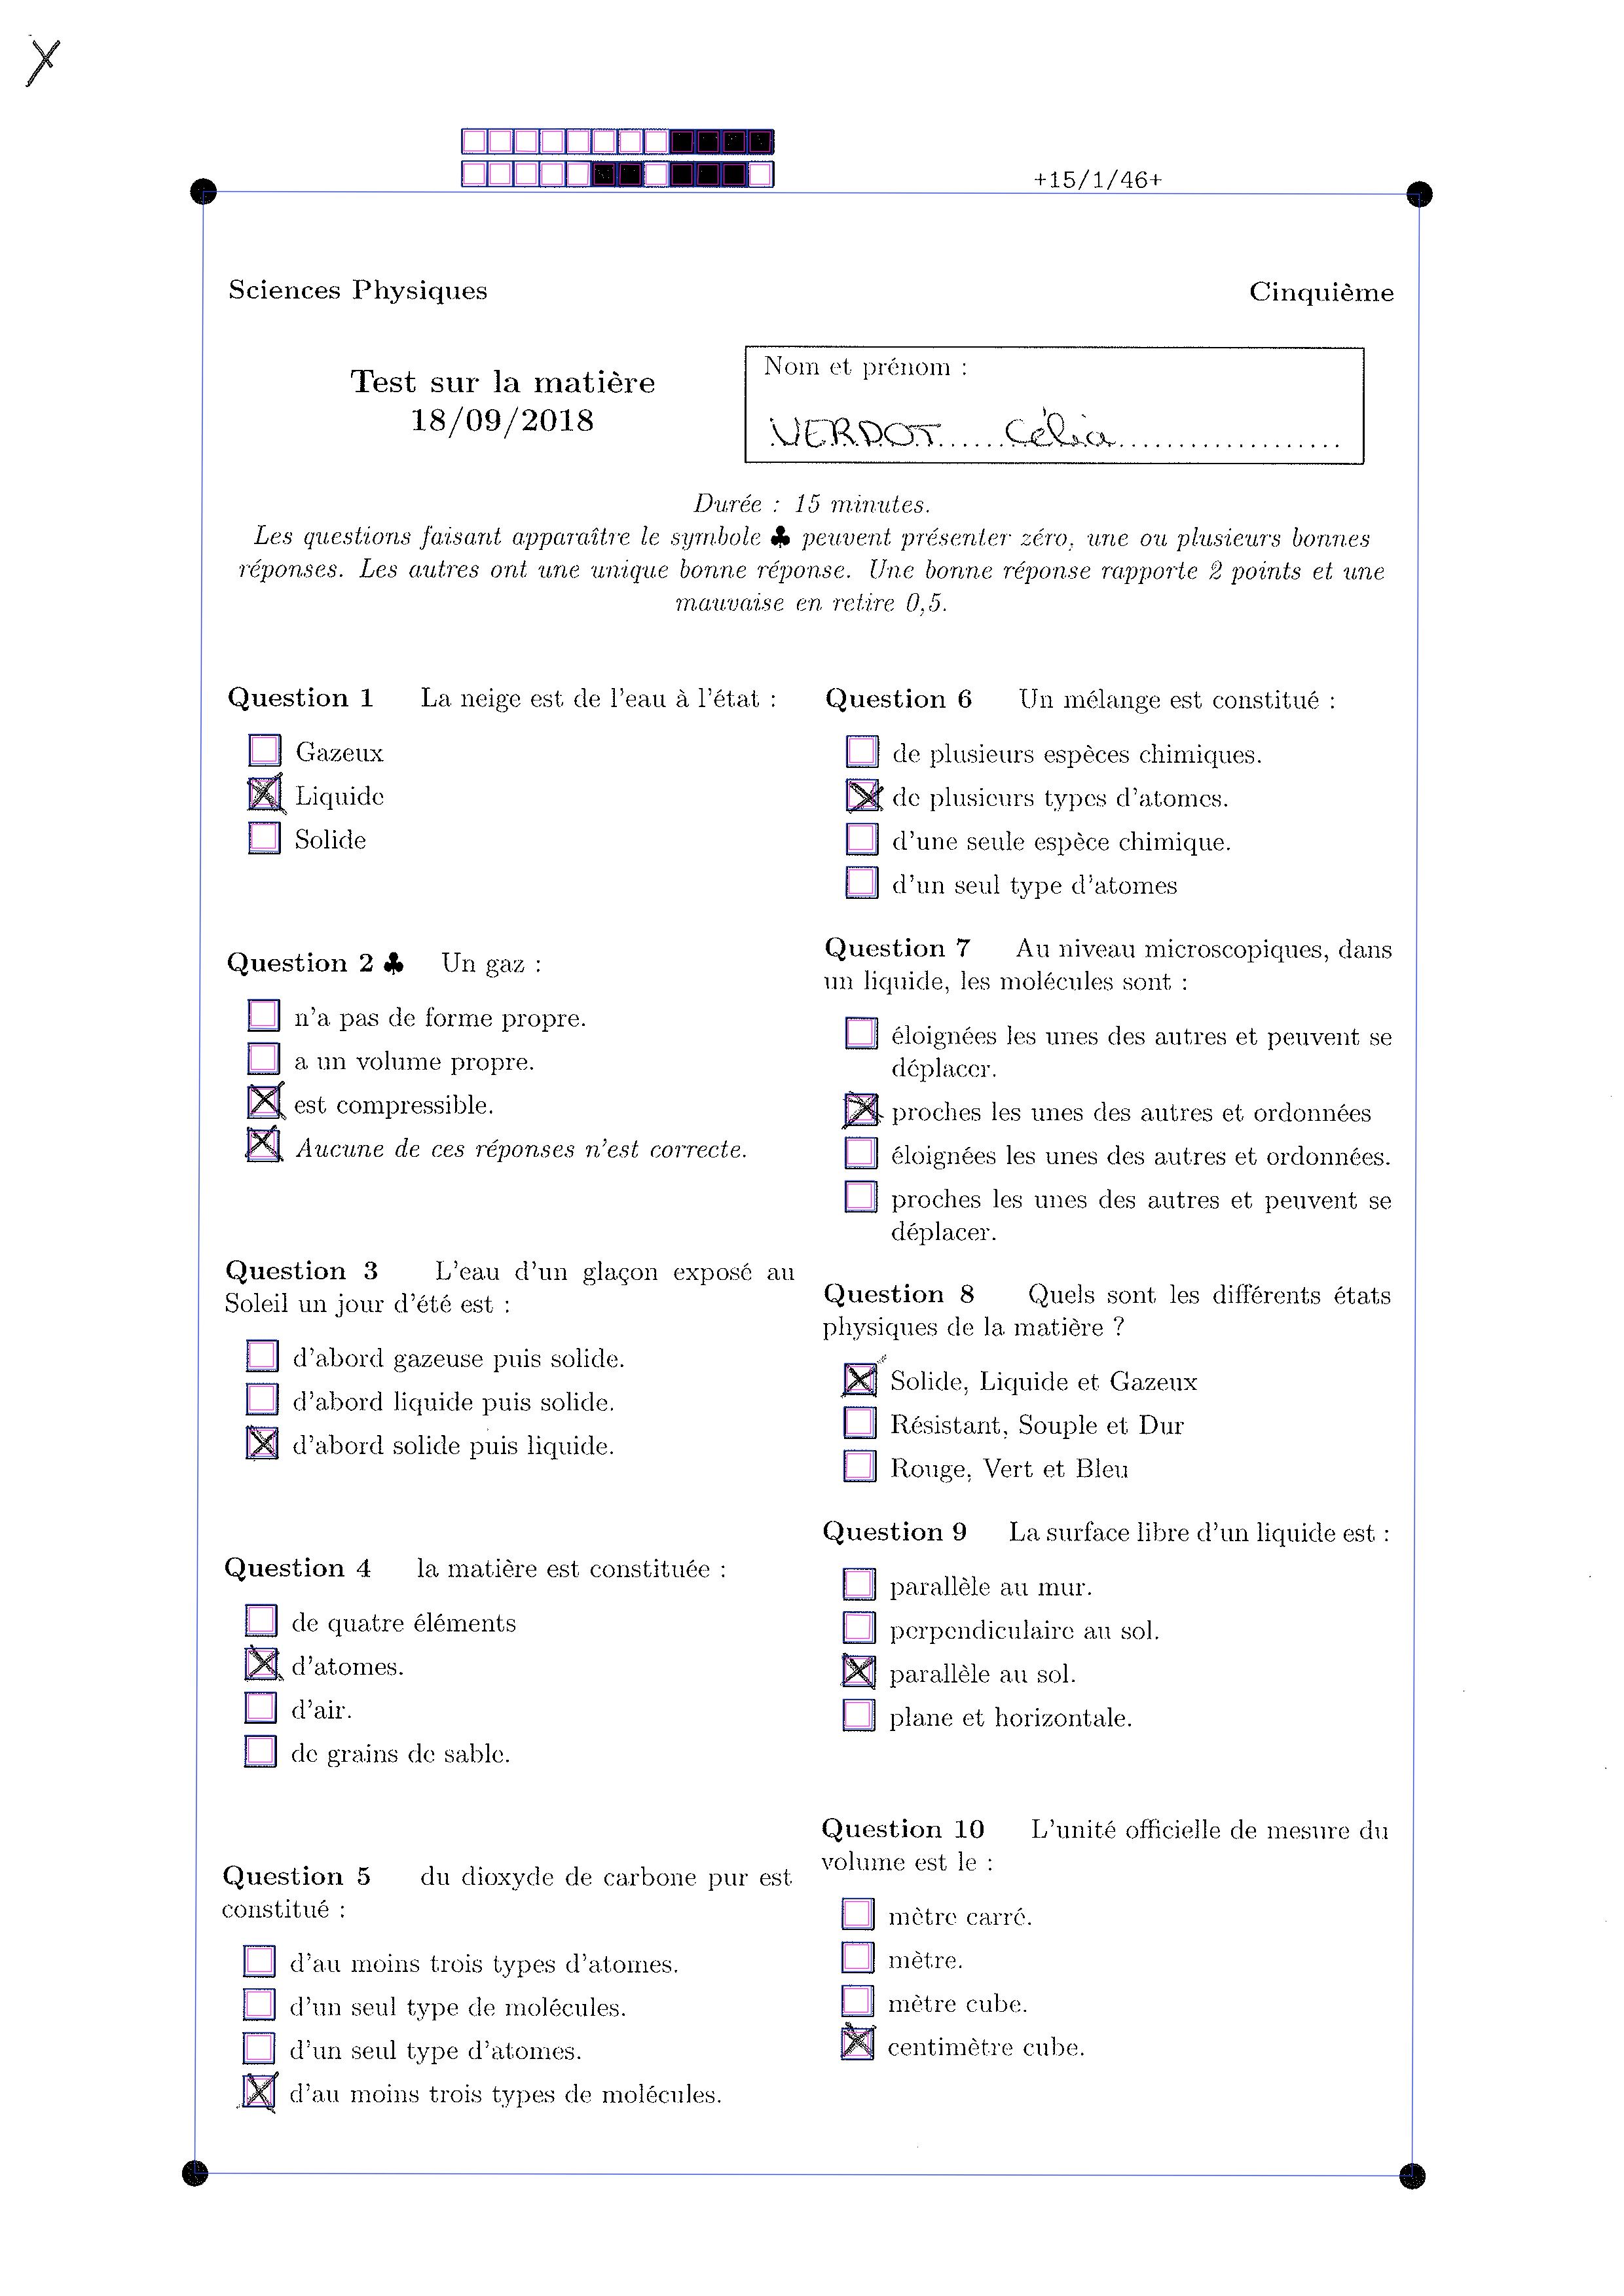 +15/1/46+
Sciences Physiques
Cinquième
Test sur la matière
18/09/2018
Nom et prénom :
VERDOT......Célia....................
Durée : 15 minutes.
Les questions faisant apparaître le symbole ♣ peuvent présenter zéro, une ou plusieurs bonnes
réponses. Les autres ont une unique bonne réponse. Une bonne réponse rapporte 2 points et une
mauvaise en retire 0,5.
Question 1 La neige est de l'eau à l'état :
Gazeux
Liquide
Solide
Question 2 ♣ Un gaz :
n'a pas de forme propre.
a un volume propre.
est compressible.
Aucune de ces réponses n'est correcte.
Question 3 L'eau d'un glaçon exposé au
Soleil un jour d'été est :
d'abord gazeuse puis solide.
d'abord liquide puis solide.
d'abord solide puis liquide.
Question 4 la matière est constituée :
de quatre éléments
d'atomes.
d'air.
de grains de sable.
Question 5 du dioxyde de carbone pur est
constitué :
d'au moins trois types d'atomes.
d'un seul type de molécules.
d'un seul type d'atomes.
d'au moins trois types de molécules.
Question 6 Un mélange est constitué :
de plusieurs espèces chimiques.
de plusieurs types d'atomes.
d'une seule espèce chimique.
d'un seul type d'atomes
Question 7 Au niveau microscopiques, dans
un liquide, les molécules sont :
éloignées les unes des autres et peuvent se
déplacer.
proches les unes des autres et ordonnées
éloignées les unes des autres et ordonnées.
proches les unes des autres et peuvent se
déplacer.
Question 8 Quels sont les différents états
physiques de la matière ?
Solide, Liquide et Gazeux
Résistant, Souple et Dur
Rouge, Vert et Bleu
Question 9 La surface libre d'un liquide est :
parallèle au mur.
perpendiculaire au sol.
parallèle au sol.
plane et horizontale.
Question 10 L'unité officielle de mesure du
volume est le :
mètre carré.
mètre.
mètre cube.
centimètre cube.